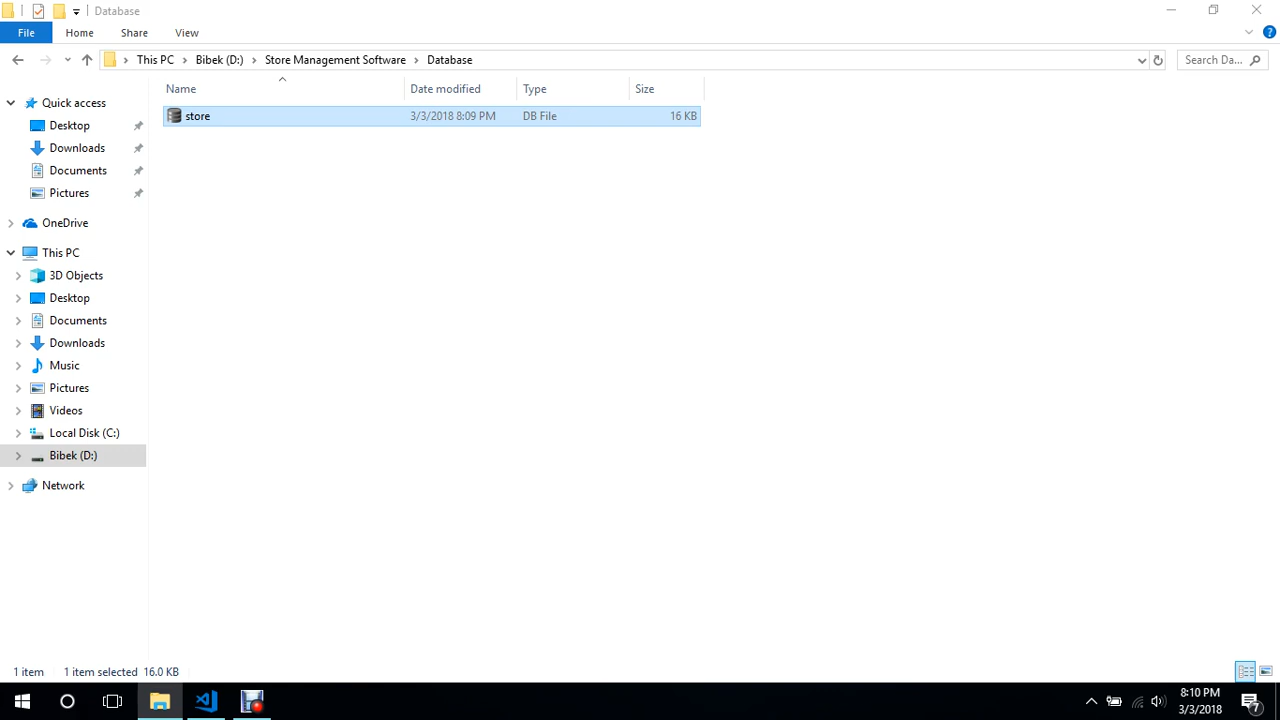 Database
File Home Share View
This PC Bibek (D:) Store Management Software Database Search Da...
Name Date modified Type Size
store 3/3/2018 8:09 PM DB File 16 KB
Quick access
Desktop
Downloads
Documents
Pictures
OneDrive
This PC
3D Objects
Desktop
Documents
Downloads
Music
Pictures
Videos
Local Disk (C:)
Bibek (D:)
Network
1 item 1 item selected 16.0 KB
8:10 PM
3/3/2018
7